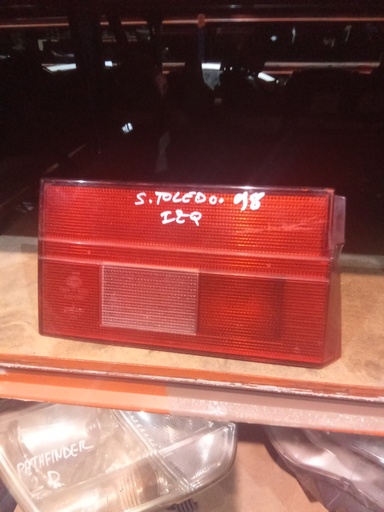 S. TOLEDO. 98
IZQ
PATHFINDER
D